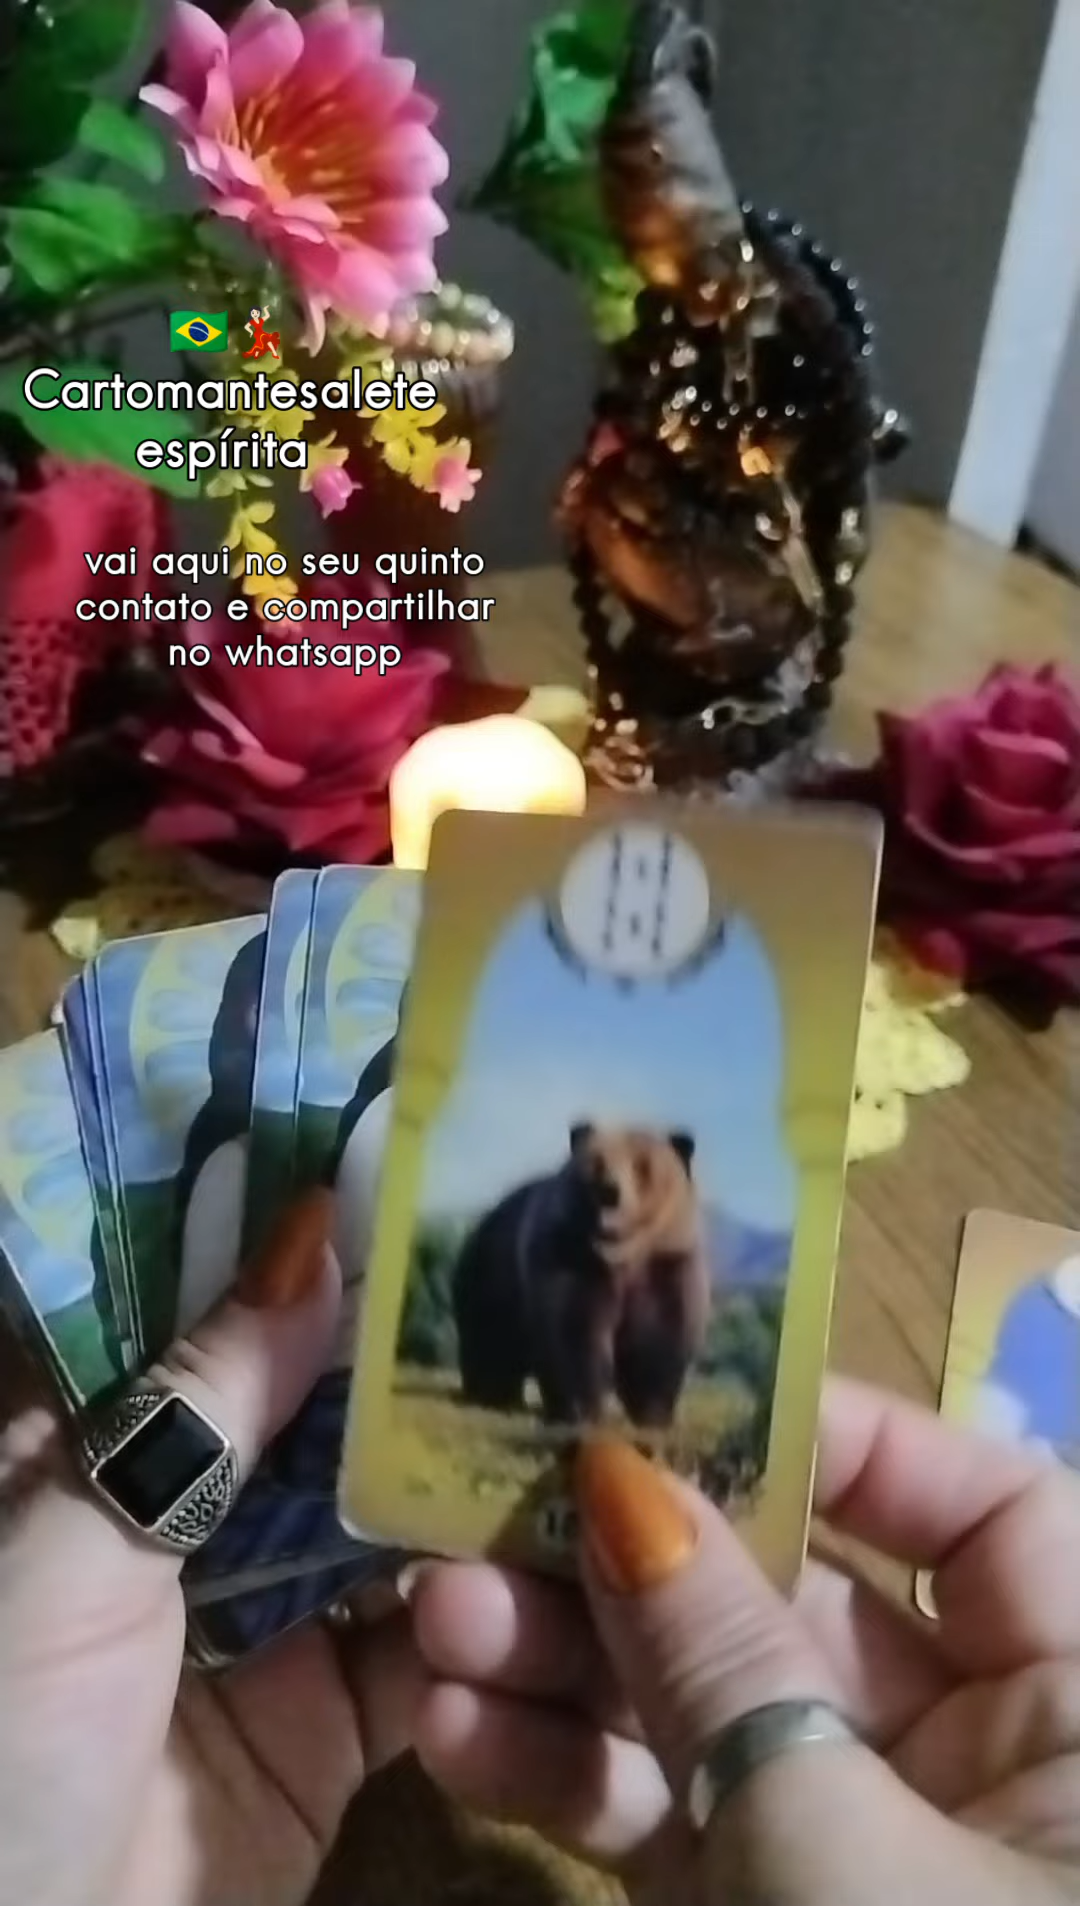 🇧🇷💃
Cartomantesalete
espírita
vai aqui no seu quinto
contato e compartilhar
no whatsapp